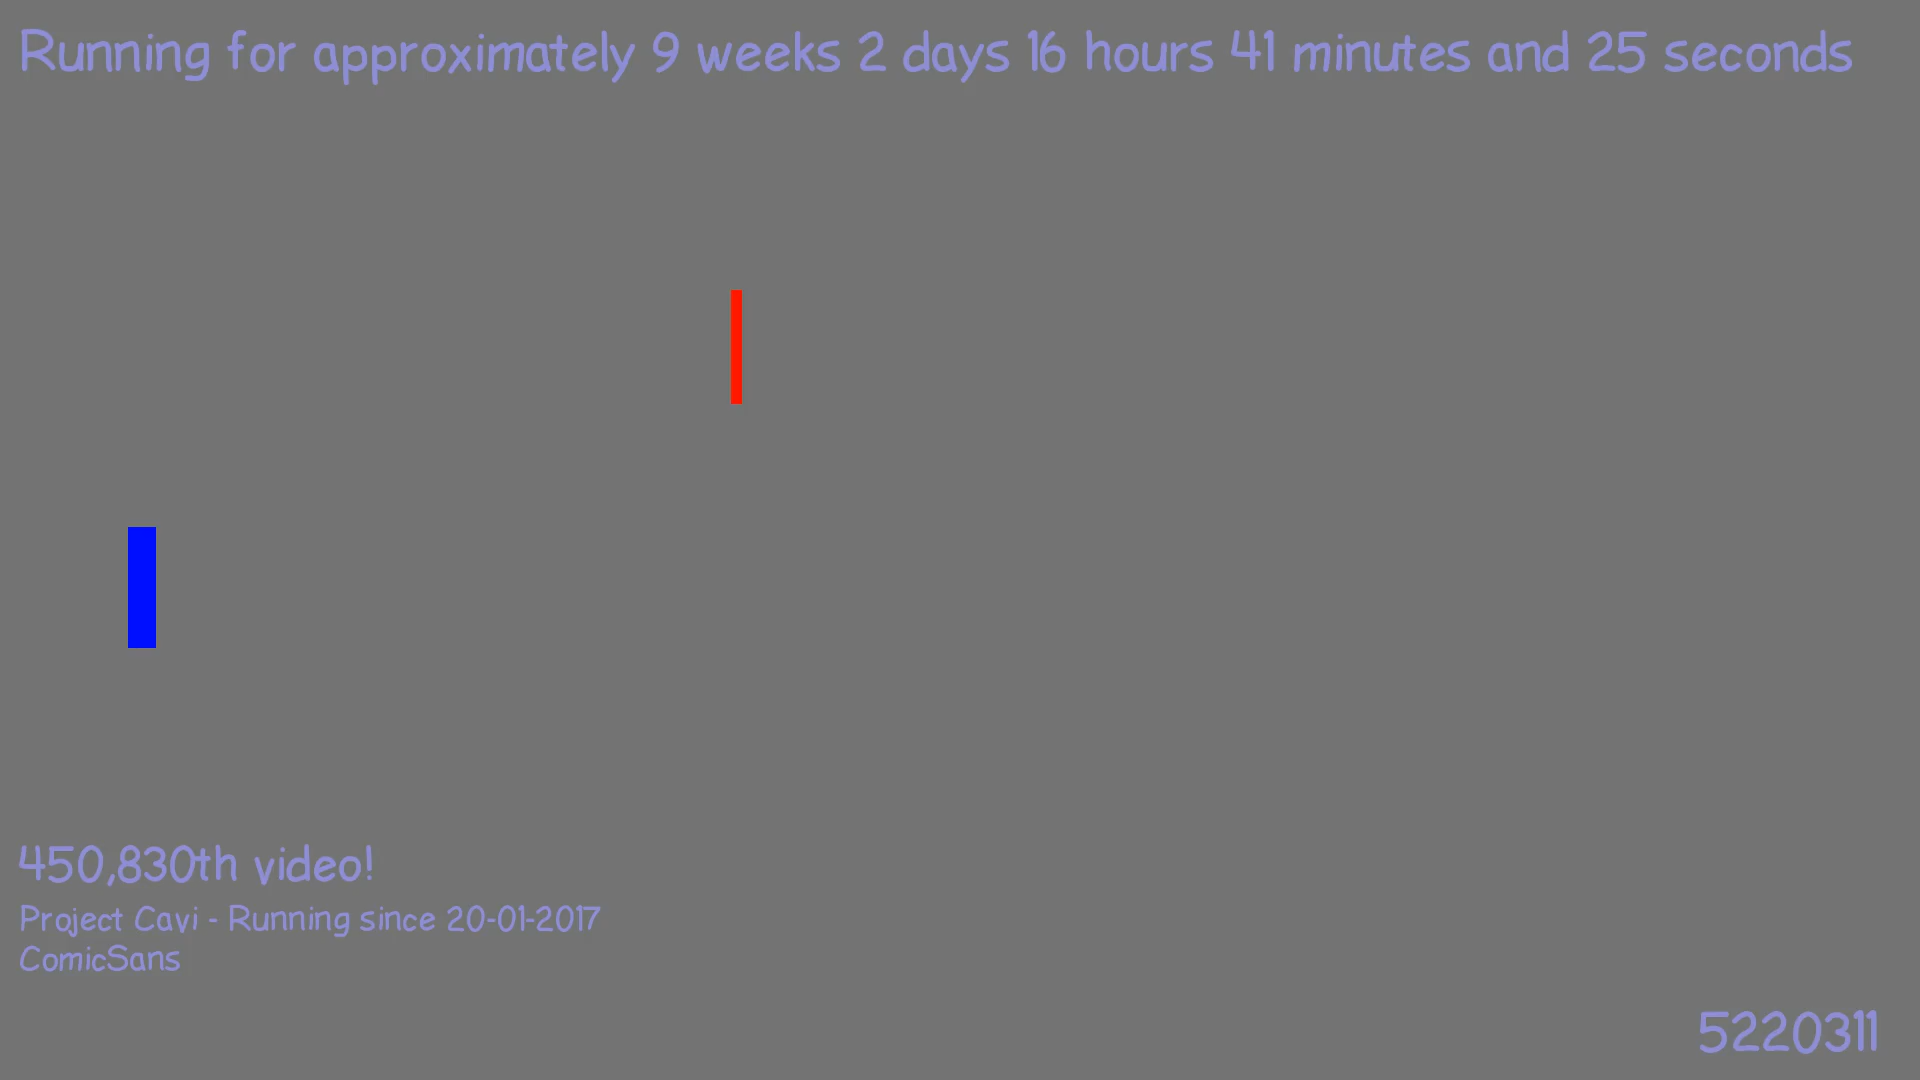 Running for approximately 9 weeks 2 days 16 hours 41 minutes and 25 seconds
450,830th video!
Project Cavi - Running since 20-01-2017
ComicSans
5220311